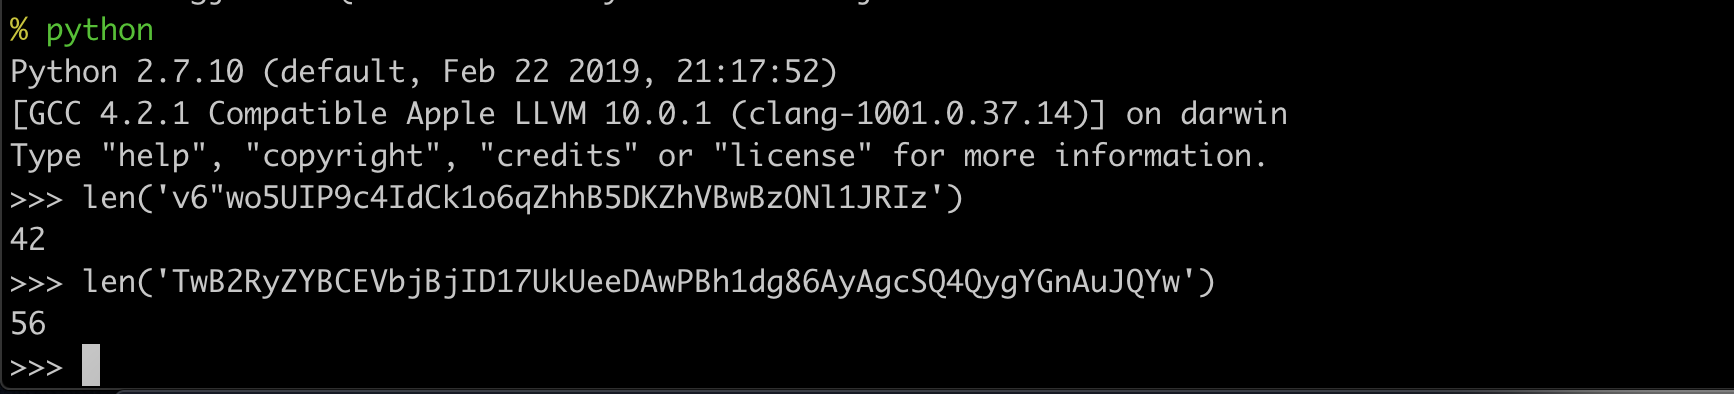 % python
Python 2.7.10 (default, Feb 22 2019, 21:17:52)
[GCC 4.2.1 Compatible Apple LLVM 10.0.1 (clang-1001.0.37.14)] on darwin
Type "help", "copyright", "credits" or "license" for more information.
>>> len('v6"wo5UIP9c4IdCk1o6qZhhB5DKZhVBwBzONl1JRIz')
42
>>> len('TwB2RyZYBCEVbjBjID17UkUeeDAwPBh1dg86AyAgcSQ4QygYGnAuJQYw')
56
>>>